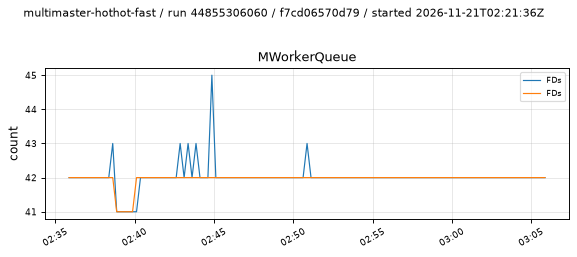 multimaster-hothot-fast / run 44855306060 / f7cd06570d79 / started 2026-11-21T02:21:36Z
MWorkerQueue
count
45
44
43
42
41
FDs
FDs
02:35
02:40
02:45
02:50
02:55
03:00
03:05